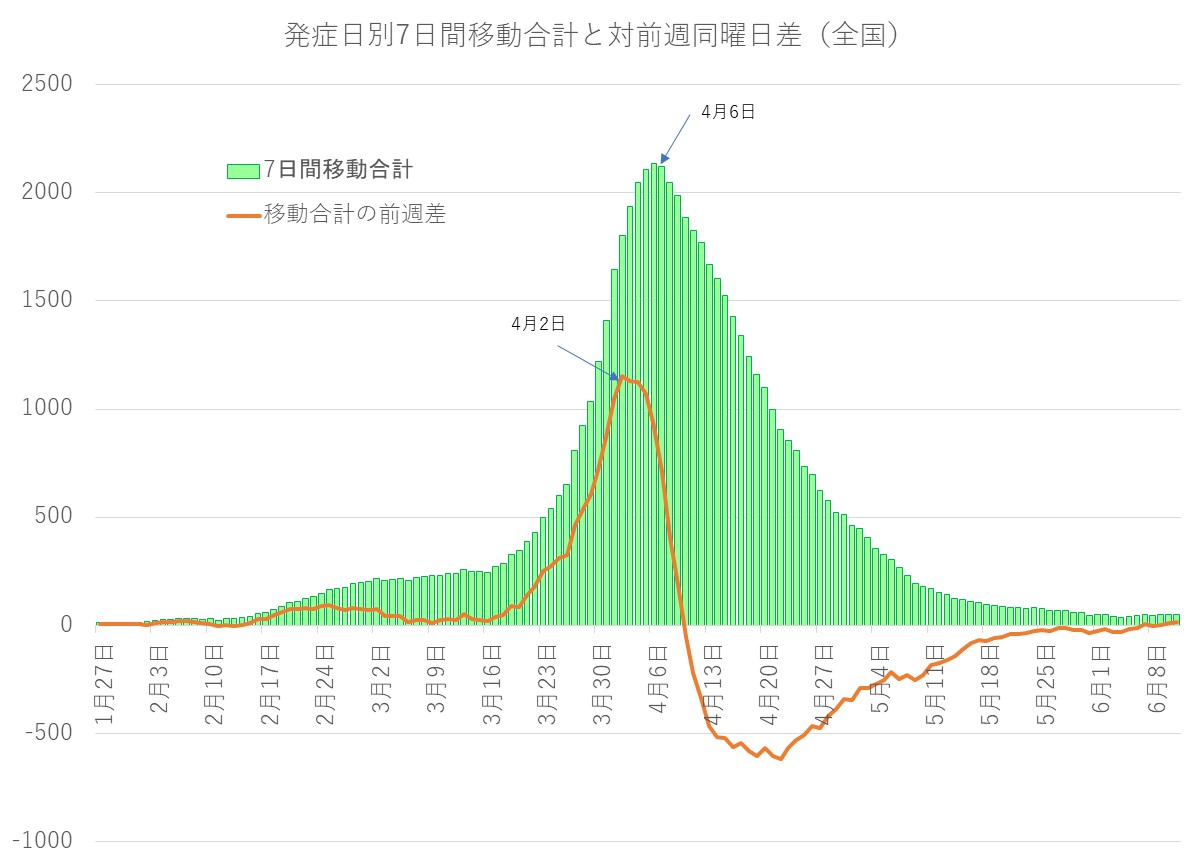 発症日別7日間移動合計と対前週同曜日差（全国）
2500
2000
1500
1000
500
0
-500
-1000
7日間移動合計
移動合計の前週差
4月6日
4月2日
1月27日
2月3日
2月10日
2月17日
2月24日
3月2日
3月9日
3月16日
3月23日
3月30日
4月6日
4月13日
4月20日
4月27日
5月4日
5月11日
5月18日
5月25日
6月1日
6月8日